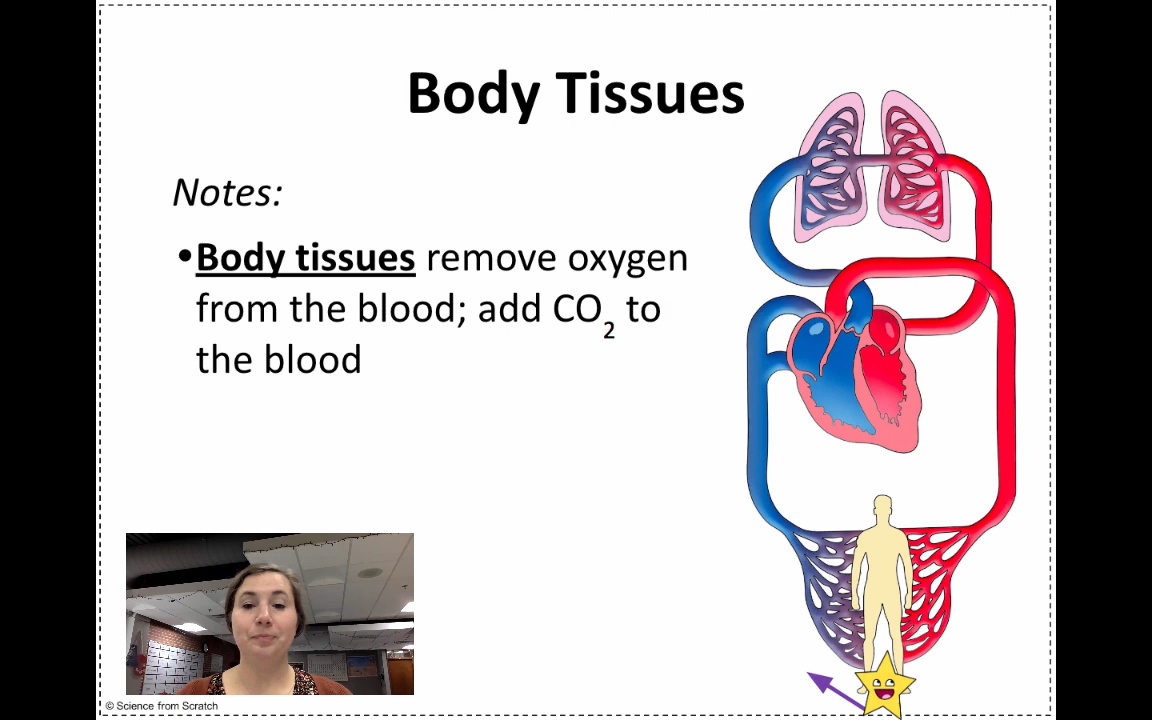 Body Tissues
Notes:
•Body tissues remove oxygen
from the blood; add CO₂ to
the blood
© Science from Scratch